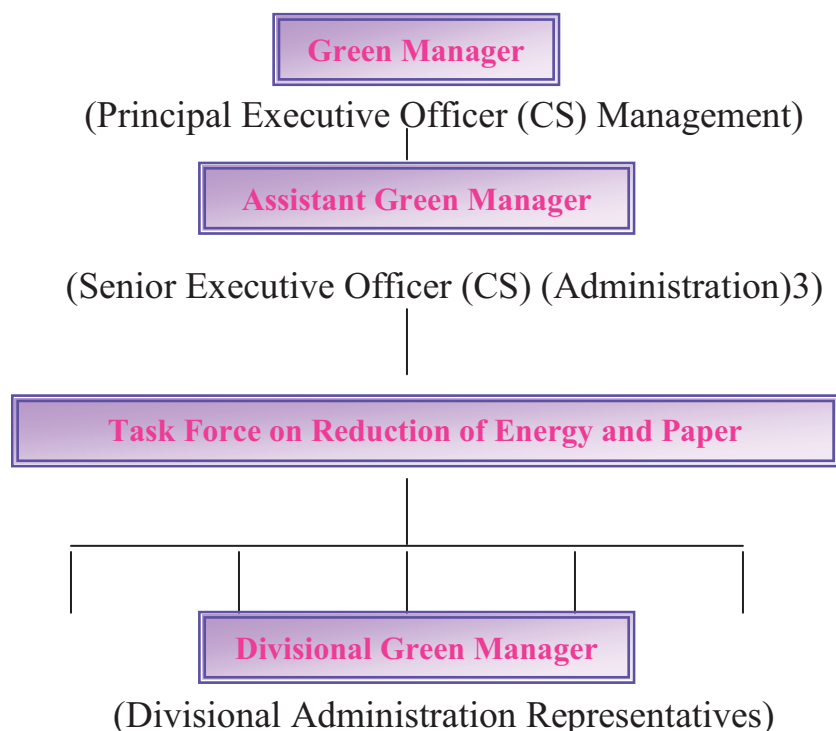 Green Manager
(Principal Executive Officer (CS) Management)
Assistant Green Manager
(Senior Executive Officer (CS) (Administration)3)
Task Force on Reduction of Energy and Paper
Divisional Green Manager
(Divisional Administration Representatives)